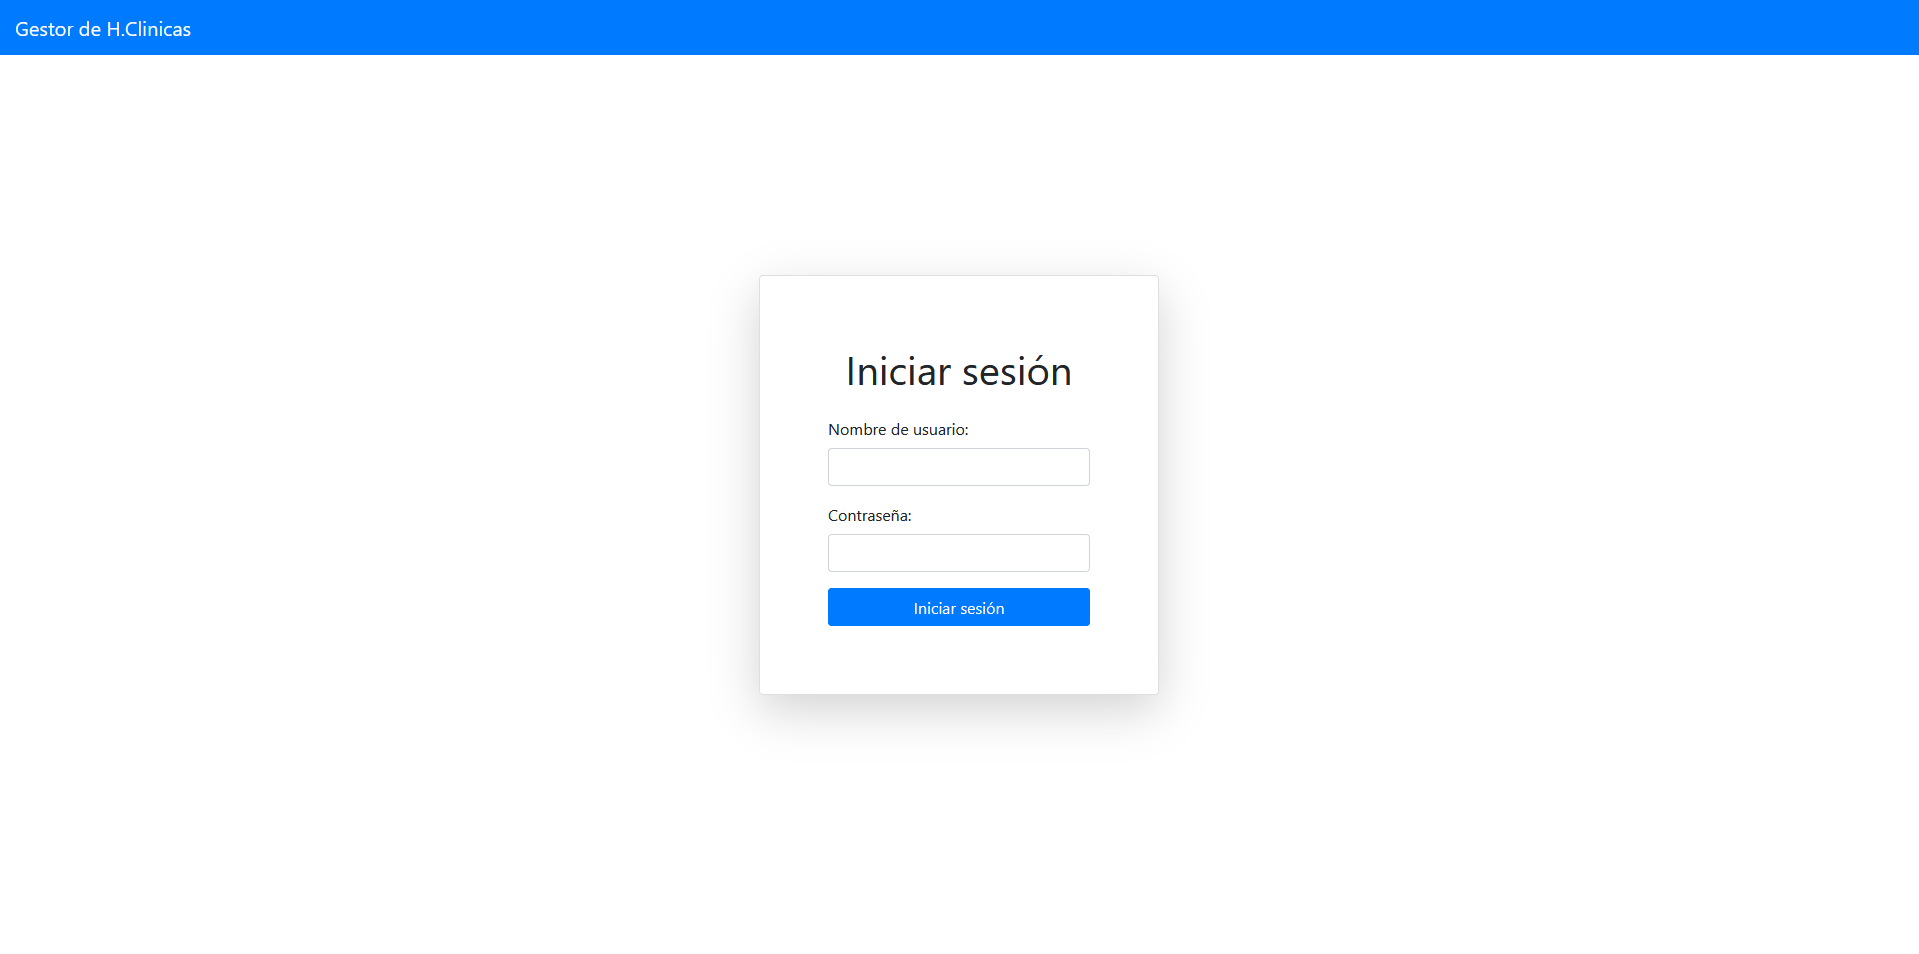 Gestor de H.Clinicas
Iniciar sesión
Nombre de usuario:
Contraseña:
Iniciar sesión